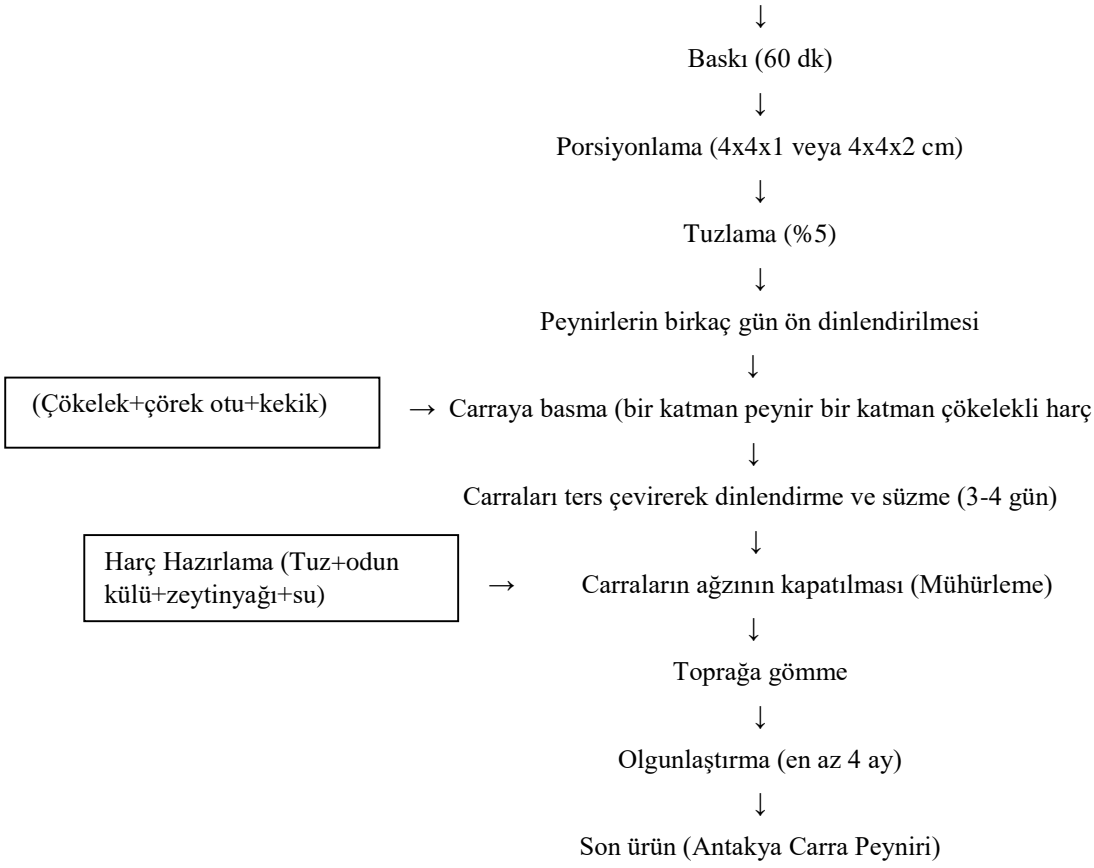 ↓
Baskı (60 dk)
↓
Porsiyonlama (4x4x1 veya 4x4x2 cm)
↓
Tuzlama (%5)
↓
Peynirlerin birkaç gün ön dinlendirilmesi
↓
(Çökelek+çörek otu+kekik)
→ Carraya basma (bir katman peynir bir katman çökelekli harç
↓
Carraları ters çevirerek dinlendirme ve süzme (3-4 gün)
↓
Harç Hazırlama (Tuz+odun
külü+zeytinyağı+su)
→ Carraların ağzının kapatılması (Mühürleme)
↓
Toprağa gömme
↓
Olgunlaştırma (en az 4 ay)
↓
Son ürün (Antakya Carra Peyniri)